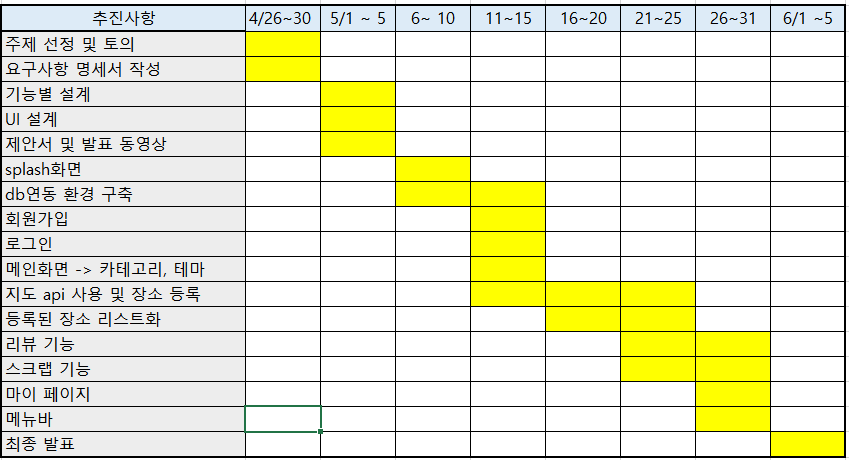 추진사항 4/26~30 5/1 ~ 5 6~ 10 11~15 16~20 21~25 26~31 6/1 ~5
주제 선정 및 토의
요구사항 명세서 작성
기능별 설계
UI 설계
제안서 및 발표 동영상
splash화면
db연동 환경 구축
회원가입
로그인
메인화면 -> 카테고리, 테마
지도 api 사용 및 장소 등록
등록된 장소 리스트화
리뷰 기능
스크랩 기능
마이 페이지
메뉴바
최종 발표